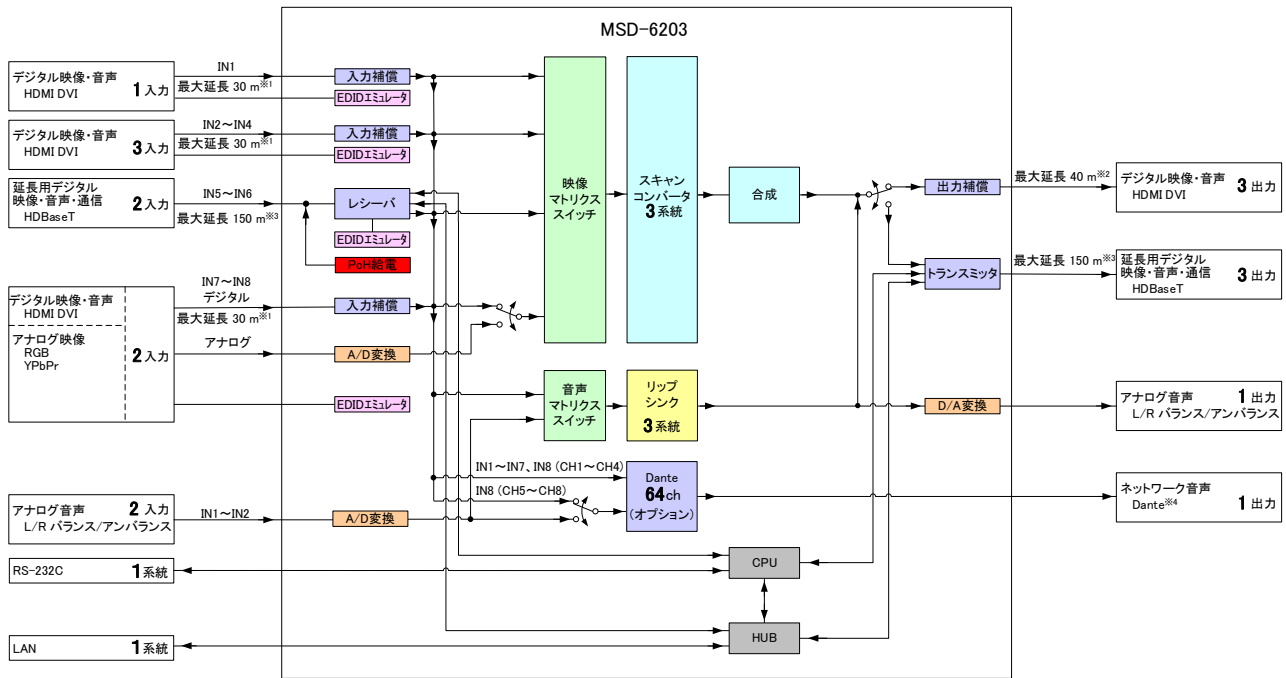 MSD-6203
デジタル映像・音声
HDMI DVI
1入力
IN1
最大延長 30 m※1
入力補償
EDIDエミュレータ
デジタル映像・音声
HDMI DVI
3入力
IN2～IN4
最大延長 30 m※1
入力補償
EDIDエミュレータ
延長用デジタル
映像・音声・通信
HDBaseT
2入力
IN5～IN6
最大延長 150 m※3
レシーバ
EDIDエミュレータ
PoH給電
デジタル映像・音声
HDMI DVI
アナログ映像
RGB
YPbPr
2入力
IN7～IN8
デジタル
最大延長 30 m※1
アナログ
入力補償
A/D変換
EDIDエミュレータ
アナログ音声
2入力
L/R バランス/アンバランス
IN1～IN2
A/D変換
RS-232C
1系統
LAN
1系統
映像
マトリクス
スイッチ
スキャン
コンバータ
3系統
合成
音声
マトリクス
スイッチ
リップ
シンク
3系統
IN1～IN7、IN8 (CH1～CH4)
IN8 (CH5～CH8)
Dante
64ch
(オプション)
CPU
HUB
出力補償
トランスミッタ
D/A変換
最大延長 40 m※2
デジタル映像・音声
HDMI DVI
3出力
最大延長 150 m※3
延長用デジタル
映像・音声・通信
HDBaseT
3出力
アナログ音声
1出力
L/R バランス/アンバランス
ネットワーク音声
Dante※4
1出力